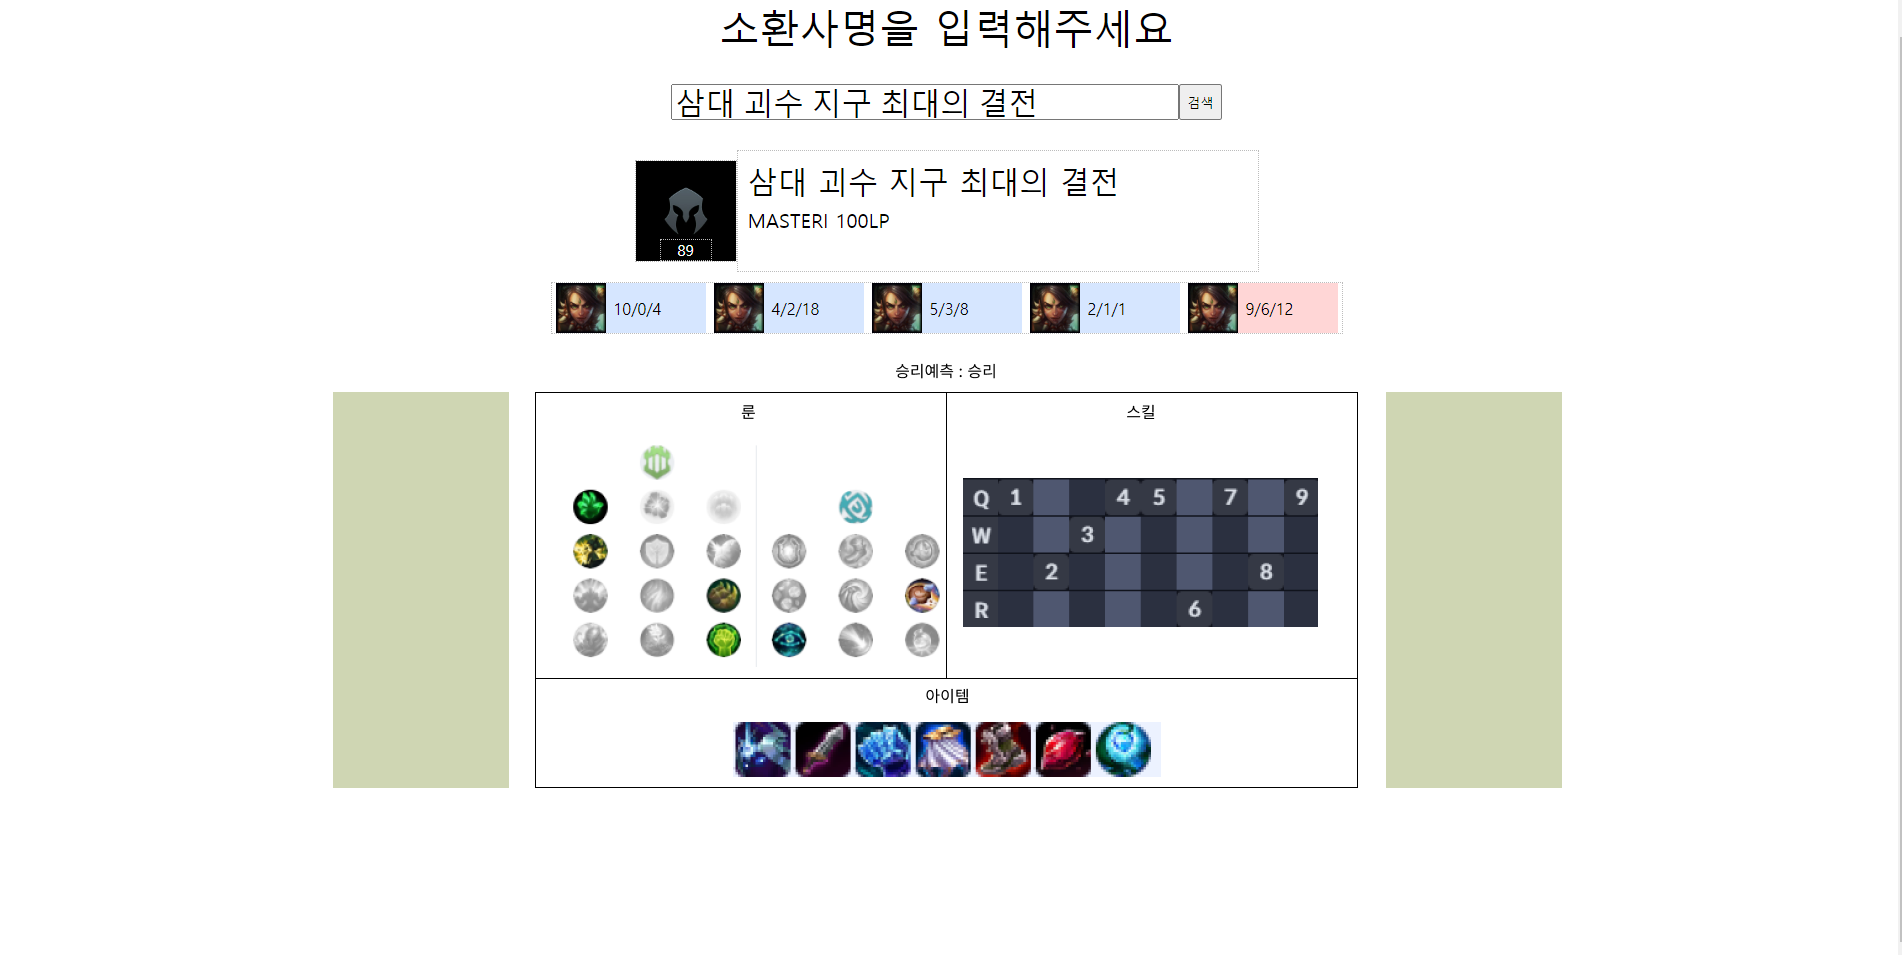 소환사명을 입력해주세요
삼대 괴수 지구 최대의 결전 검색
삼대 괴수 지구 최대의 결전
MASTERI 100LP
89
10/0/4 4/2/18 5/3/8 2/1/1 9/6/12
승리예측 : 승리
룬 스킬
Q 1 4 5 7 9
W 3
E 2 8
R 6
아이템